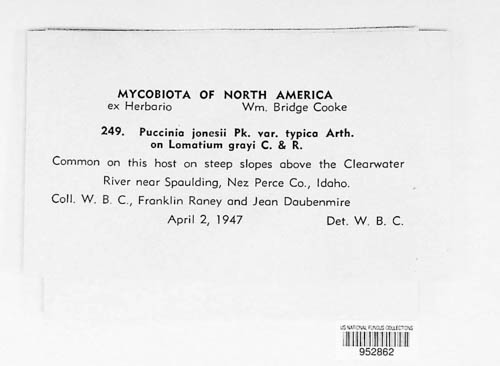 MYCOBIOTA OF NORTH AMERICA
ex Herbario Wm. Bridge Cooke
249. Puccinia jonesii Pk. var. typica Arth.
on Lomatium grayi C. & R.
Common on this host on steep slopes above the Clearwater
River near Spaulding, Nez Perce Co., Idaho.
Coll. W. B. C., Franklin Raney and Jean Daubenmire
April 2, 1947 Det. W. B. C.
US NATIONAL FUNGUS COLLECTIONS
952862